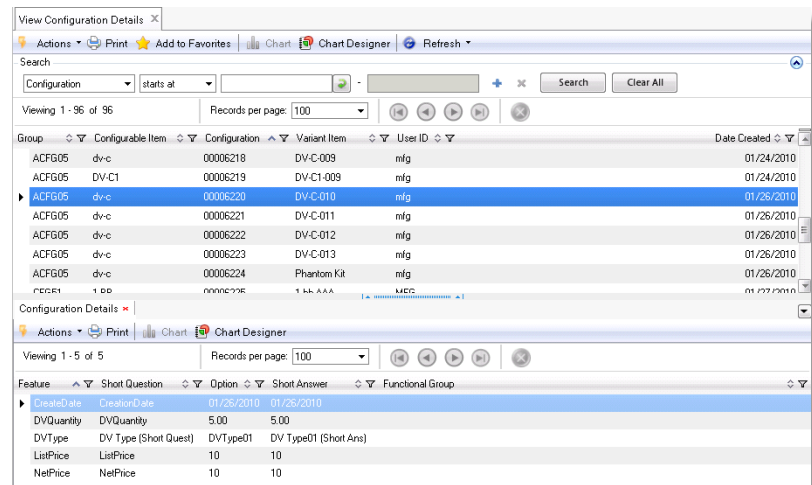 View Configuration Details
Actions Print Add to Favorites Chart Chart Designer Refresh
Search
Configuration starts at - Search Clear All
Viewing 1 - 96 of 96 Records per page: 100
Group Configurable Item Configuration Variant Item User ID Date Created
ACFG05 dv-c 00006218 DV-C-009 mfg 01/24/2010
ACFG05 DV-C1 00006219 DV-C1-009 mfg 01/24/2010
ACFG05 dv-c 00006220 DV-C-010 mfg 01/26/2010
ACFG05 dv-c 00006221 DV-C-011 mfg 01/26/2010
ACFG05 dv-c 00006222 DV-C-012 mfg 01/26/2010
ACFG05 dv-c 00006223 DV-C-013 mfg 01/26/2010
ACFG05 dv-c 00006224 Phantom Kit mfg 01/26/2010
00006225 MFG 01/27/2010
Configuration Details
Actions Print Chart Chart Designer
Viewing 1 - 5 of 5 Records per page: 100
Feature Short Question Option Short Answer Functional Group
CreateDate CreationDate 01/26/2010 01/26/2010
DVQuantity DVQuantity 5.00 5.00
DVType DV Type (Short Quest) DVType01 DV Type01 (Short Ans)
ListPrice ListPrice 10 10
NetPrice NetPrice 10 10